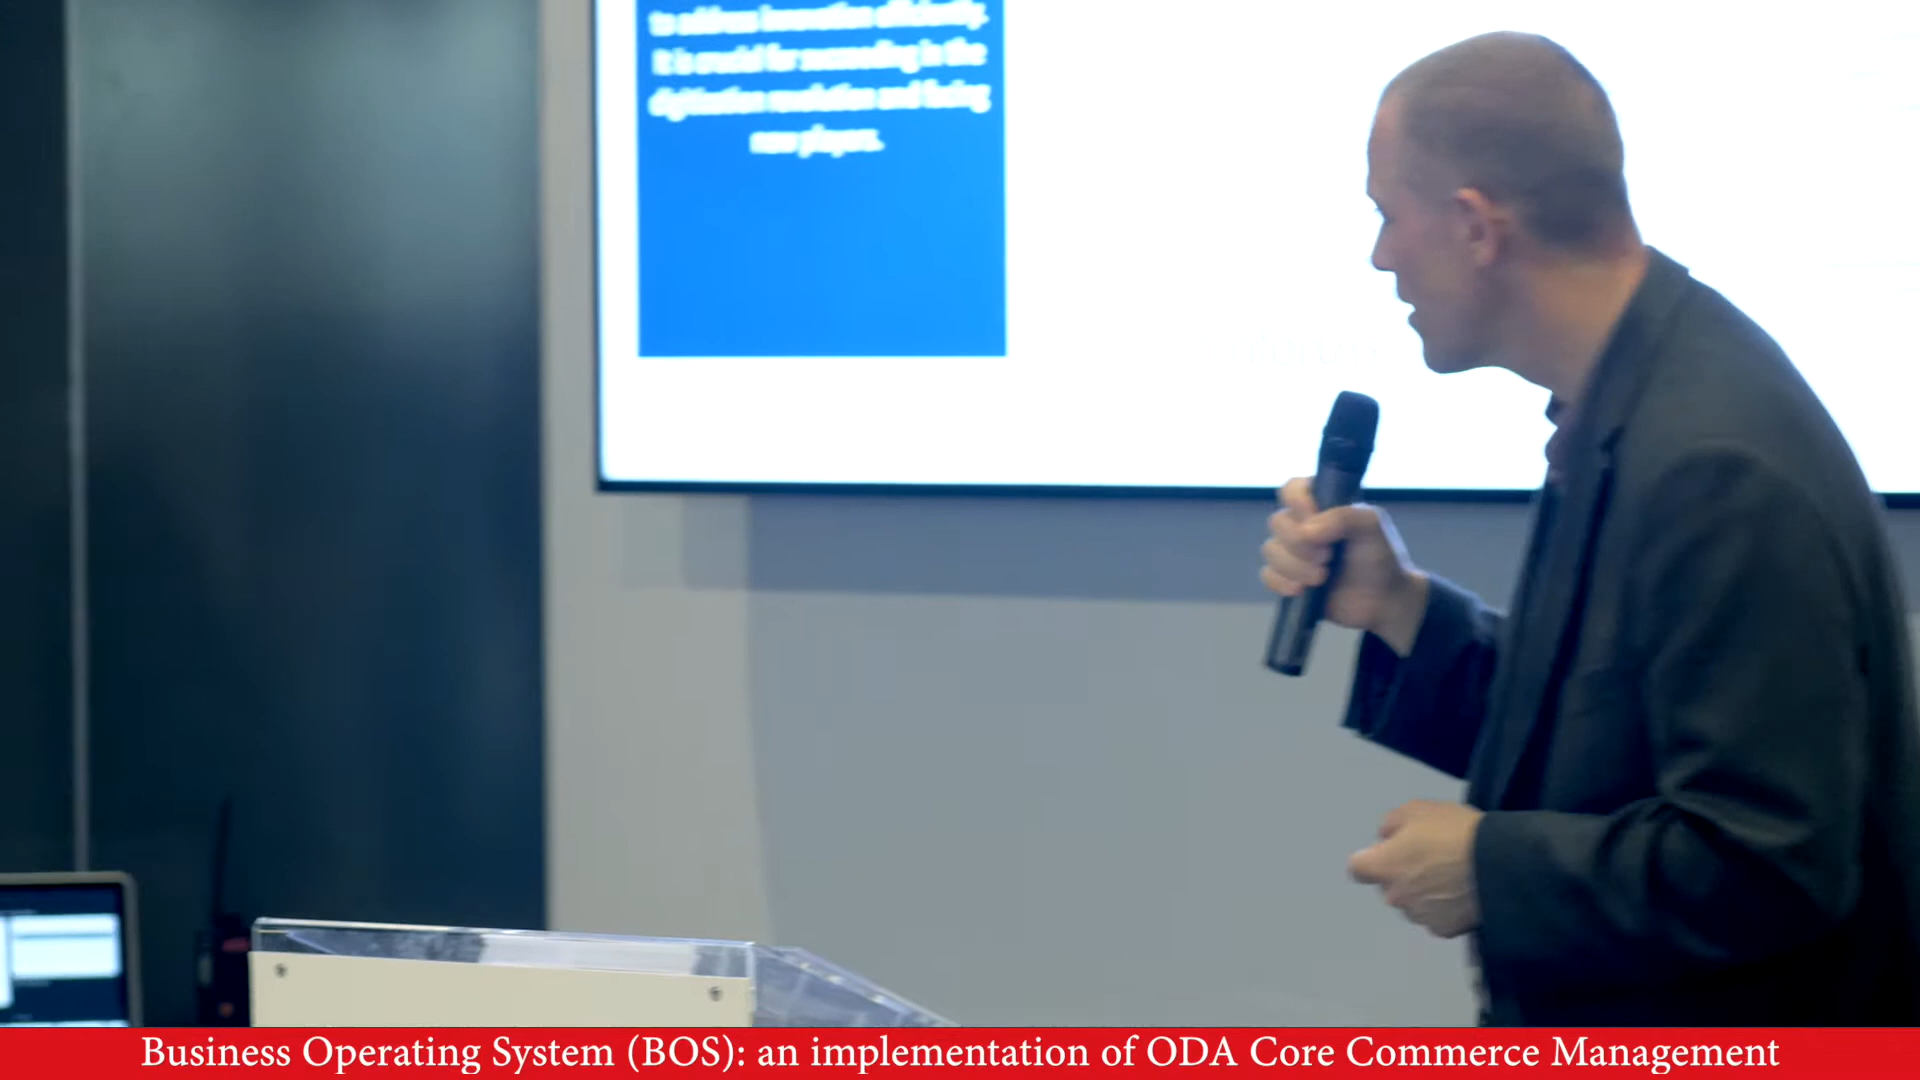 to address innovation efficiently.
It is crucial for succeeding in the
digitization revolution and facing
new players.
Business Operating System (BOS): an implementation of ODA Core Commerce Management